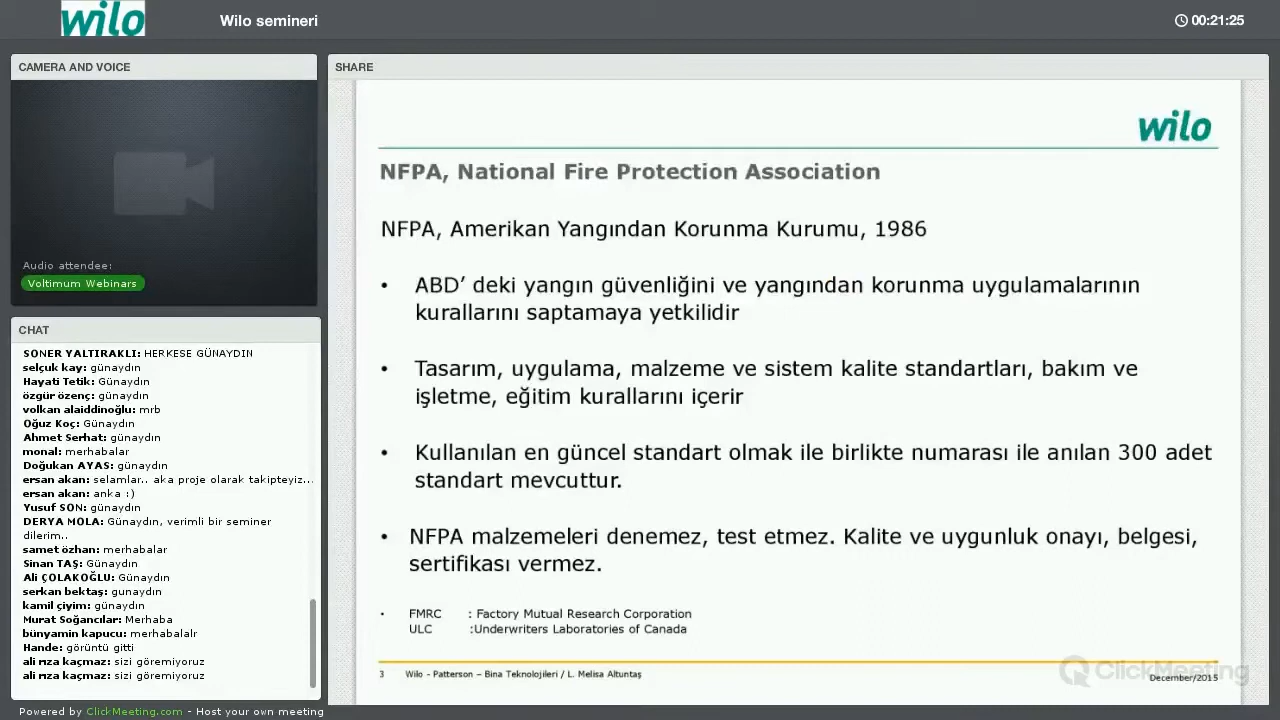 wilo
Wilo semineri
00:21:25
CAMERA AND VOICE
Audio attendee:
Voltimum Webinars
CHAT
SONER YALTIRAKLI: HERKESE GÜNAYDIN
selçuk kay: günaydın
Hayati Tetik: Günaydın
özgür özenç: günaydın
volkan alaiddinoğlu: mrb
Oğuz Koç: Günaydın
Ahmet Serhat: günaydın
monal: merhabalar
Doğukan AYAS: günaydın
ersan akan: selamlar.. aka proje olarak takipteyiz...
ersan akan: anka :)
Yusuf SON: günaydın
DERYA MOLA: Günaydın, verimli bir seminer
dilerim..
samet özhan: merhabalar
Sinan TAŞ: Günaydın
Ali ÇOLAKOĞLU: Günaydın
serkan bektaş: gunaydın
kamil çiyim: günaydın
Murat Soğancılar: Merhaba
bünyamin kapucu: merhabalalr
Hande: görüntü gitti
ali rıza kaçmaz: sizi göremiyoruz
ali rıza kaçmaz: sizi göremiyoruz
Powered by ClickMeeting.com - Host your own meeting
SHARE
wilo
NFPA, National Fire Protection Association
NFPA, Amerikan Yangından Korunma Kurumu, 1986
• ABD’ deki yangın güvenliğini ve yangından korunma uygulamalarının
kurallarını saptamaya yetkilidir
• Tasarım, uygulama, malzeme ve sistem kalite standartları, bakım ve
işletme, eğitim kurallarını içerir
• Kullanılan en güncel standart olmak ile birlikte numarası ile anılan 300 adet
standart mevcuttur.
• NFPA malzemeleri denemez, test etmez. Kalite ve uygunluk onayı, belgesi,
sertifikası vermez.
• FMRC : Factory Mutual Research Corporation
ULC :Underwriters Laboratories of Canada
3 Wilo - Patterson – Bina Teknolojileri / L. Melisa Altuntaş
ClickMeeting
December/2015